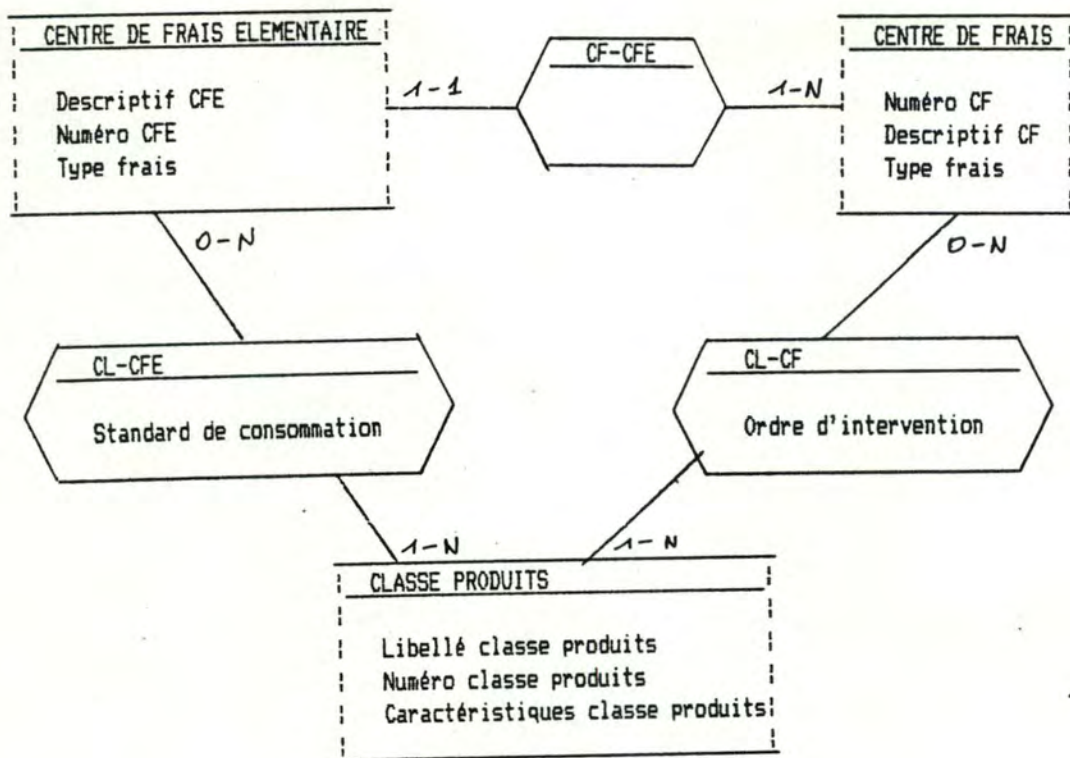 CENTRE DE FRAIS ELEMENTAIRE
Descriptif CFE
Numéro CFE
Type frais
1-1
CF-CFE
1-N
CENTRE DE FRAIS
Numéro CF
Descriptif CF
Type frais
0-N
0-N
CL-CFE
Standard de consommation
CL-CF
Ordre d'intervention
1-N
1-N
CLASSE PRODUITS
Libellé classe produits
Numéro classe produits
Caractéristiques classe produits